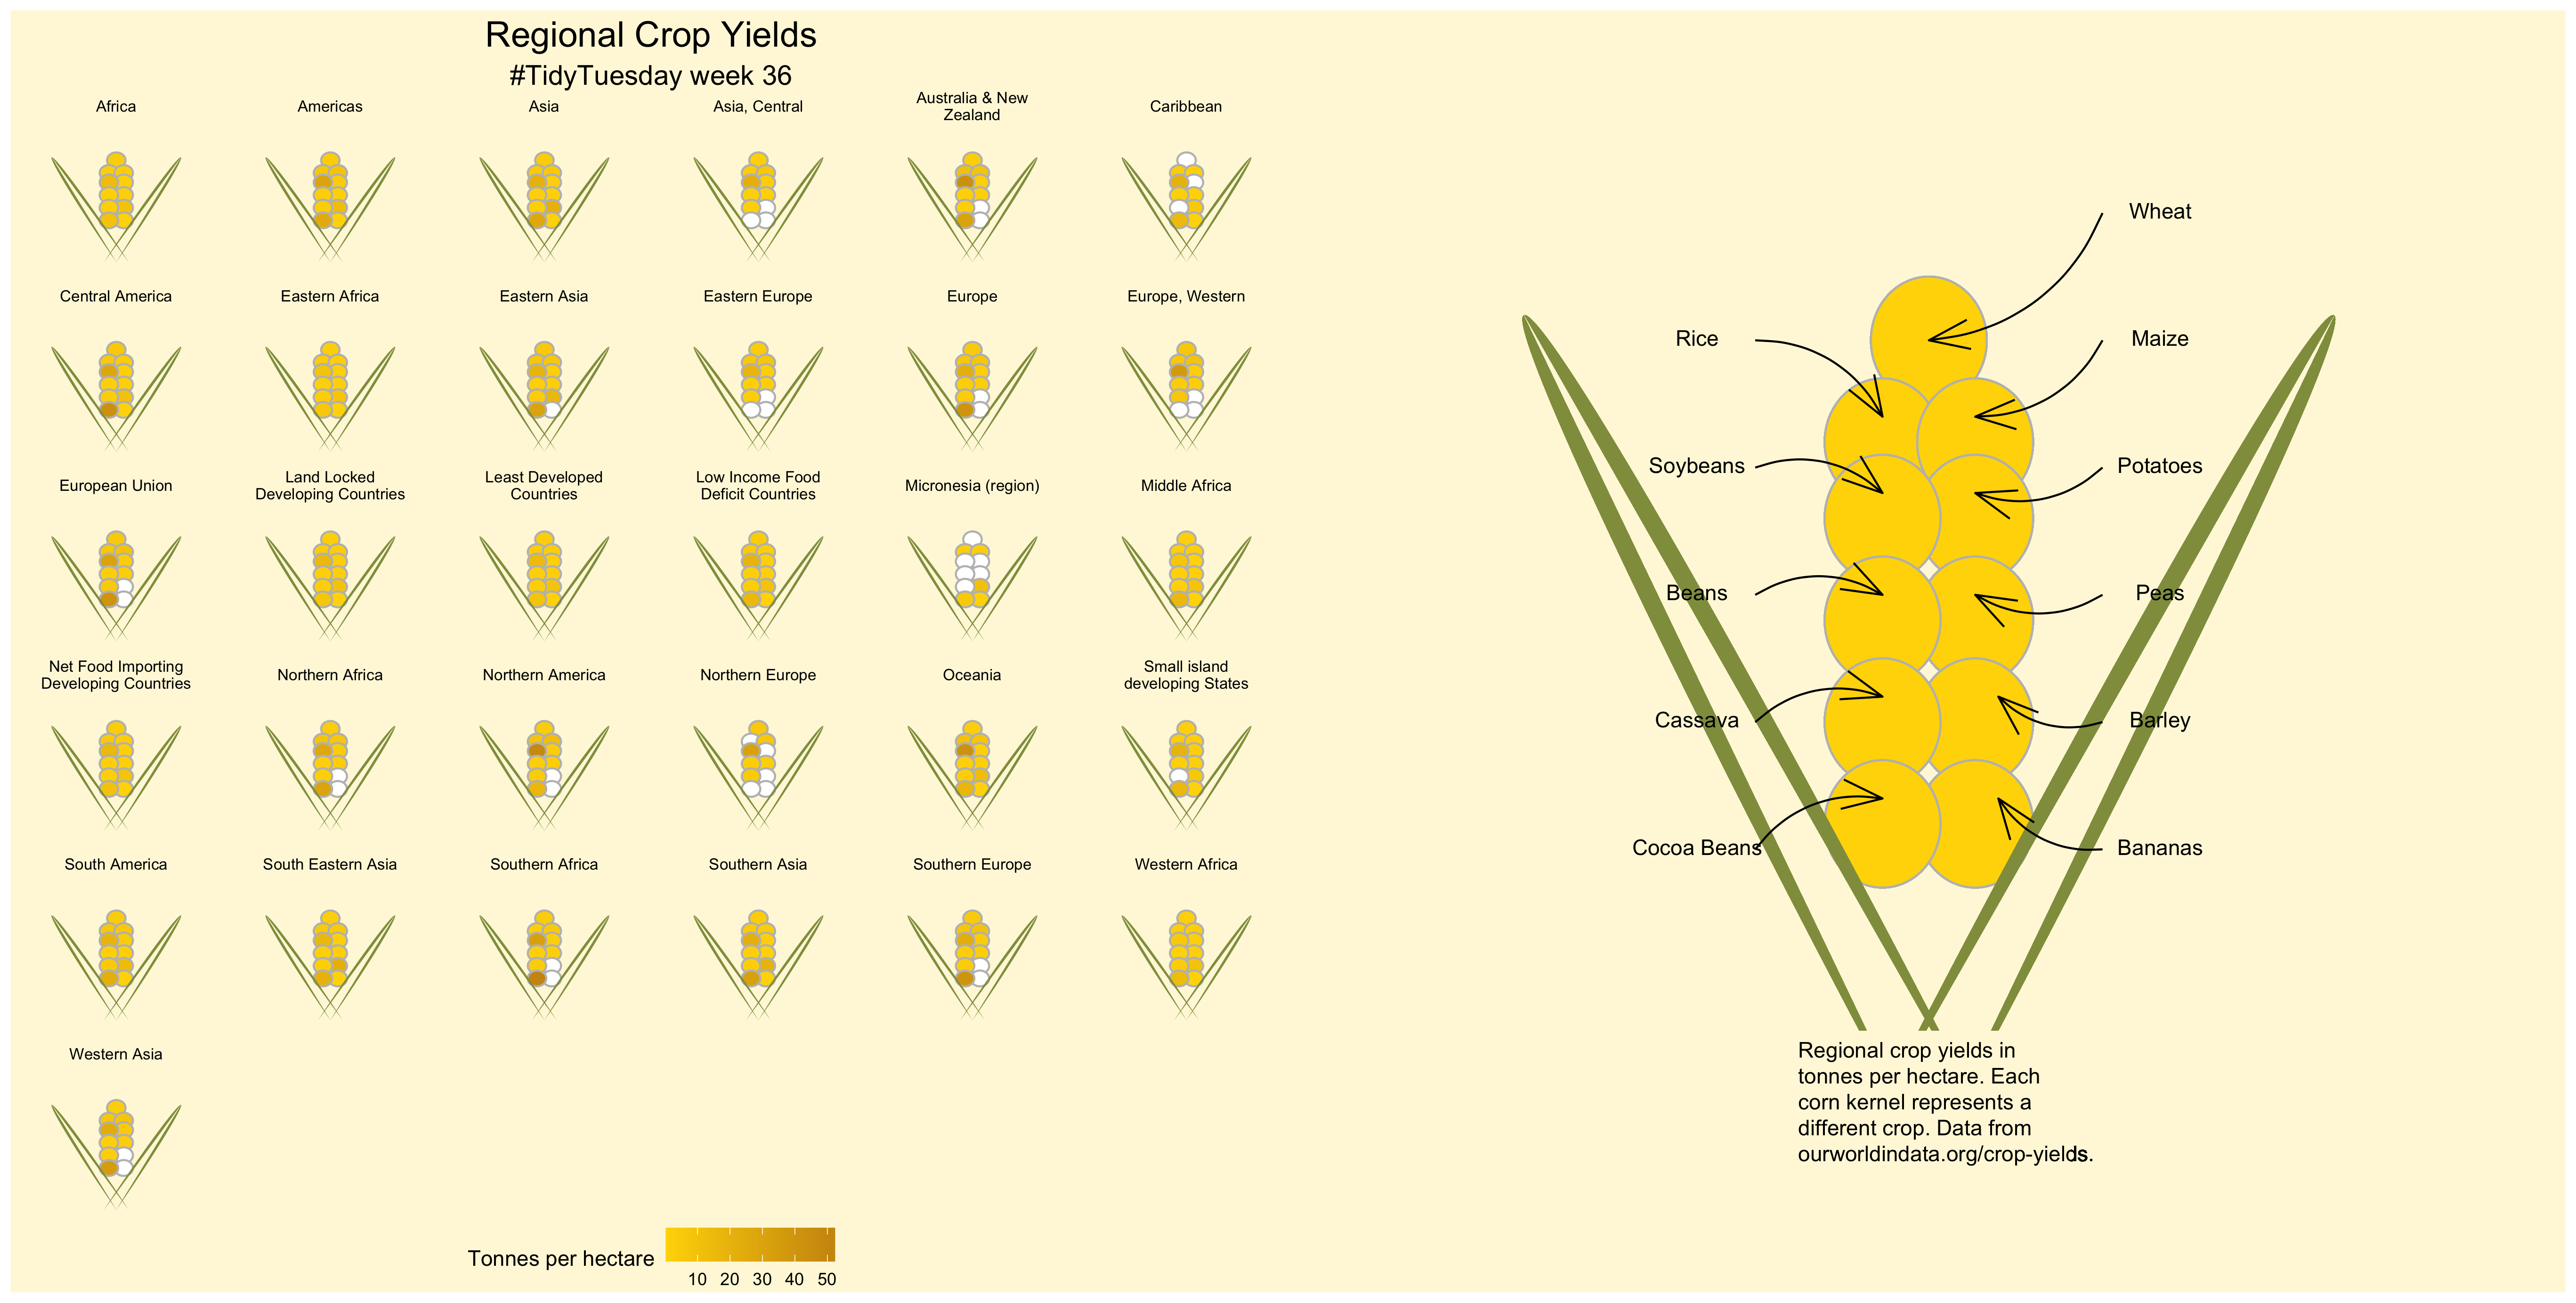 Regional Crop Yields
#TidyTuesday week 36
Africa
Americas
Asia
Asia, Central
Australia & New
Zealand
Caribbean
Central America
Eastern Africa
Eastern Asia
Eastern Europe
Europe
Europe, Western
European Union
Land Locked
Developing Countries
Least Developed
Countries
Low Income Food
Deficit Countries
Micronesia (region)
Middle Africa
Net Food Importing
Developing Countries
Northern Africa
Northern America
Northern Europe
Oceania
Small island
developing States
South America
South Eastern Asia
Southern Africa
Southern Asia
Southern Europe
Western Africa
Western Asia
Tonnes per hectare
10 20 30 40 50
Wheat
Rice
Maize
Soybeans
Potatoes
Beans
Peas
Cassava
Barley
Cocoa Beans
Bananas
Regional crop yields in
tonnes per hectare. Each
corn kernel represents a
different crop. Data from
ourworldindata.org/crop-yields.